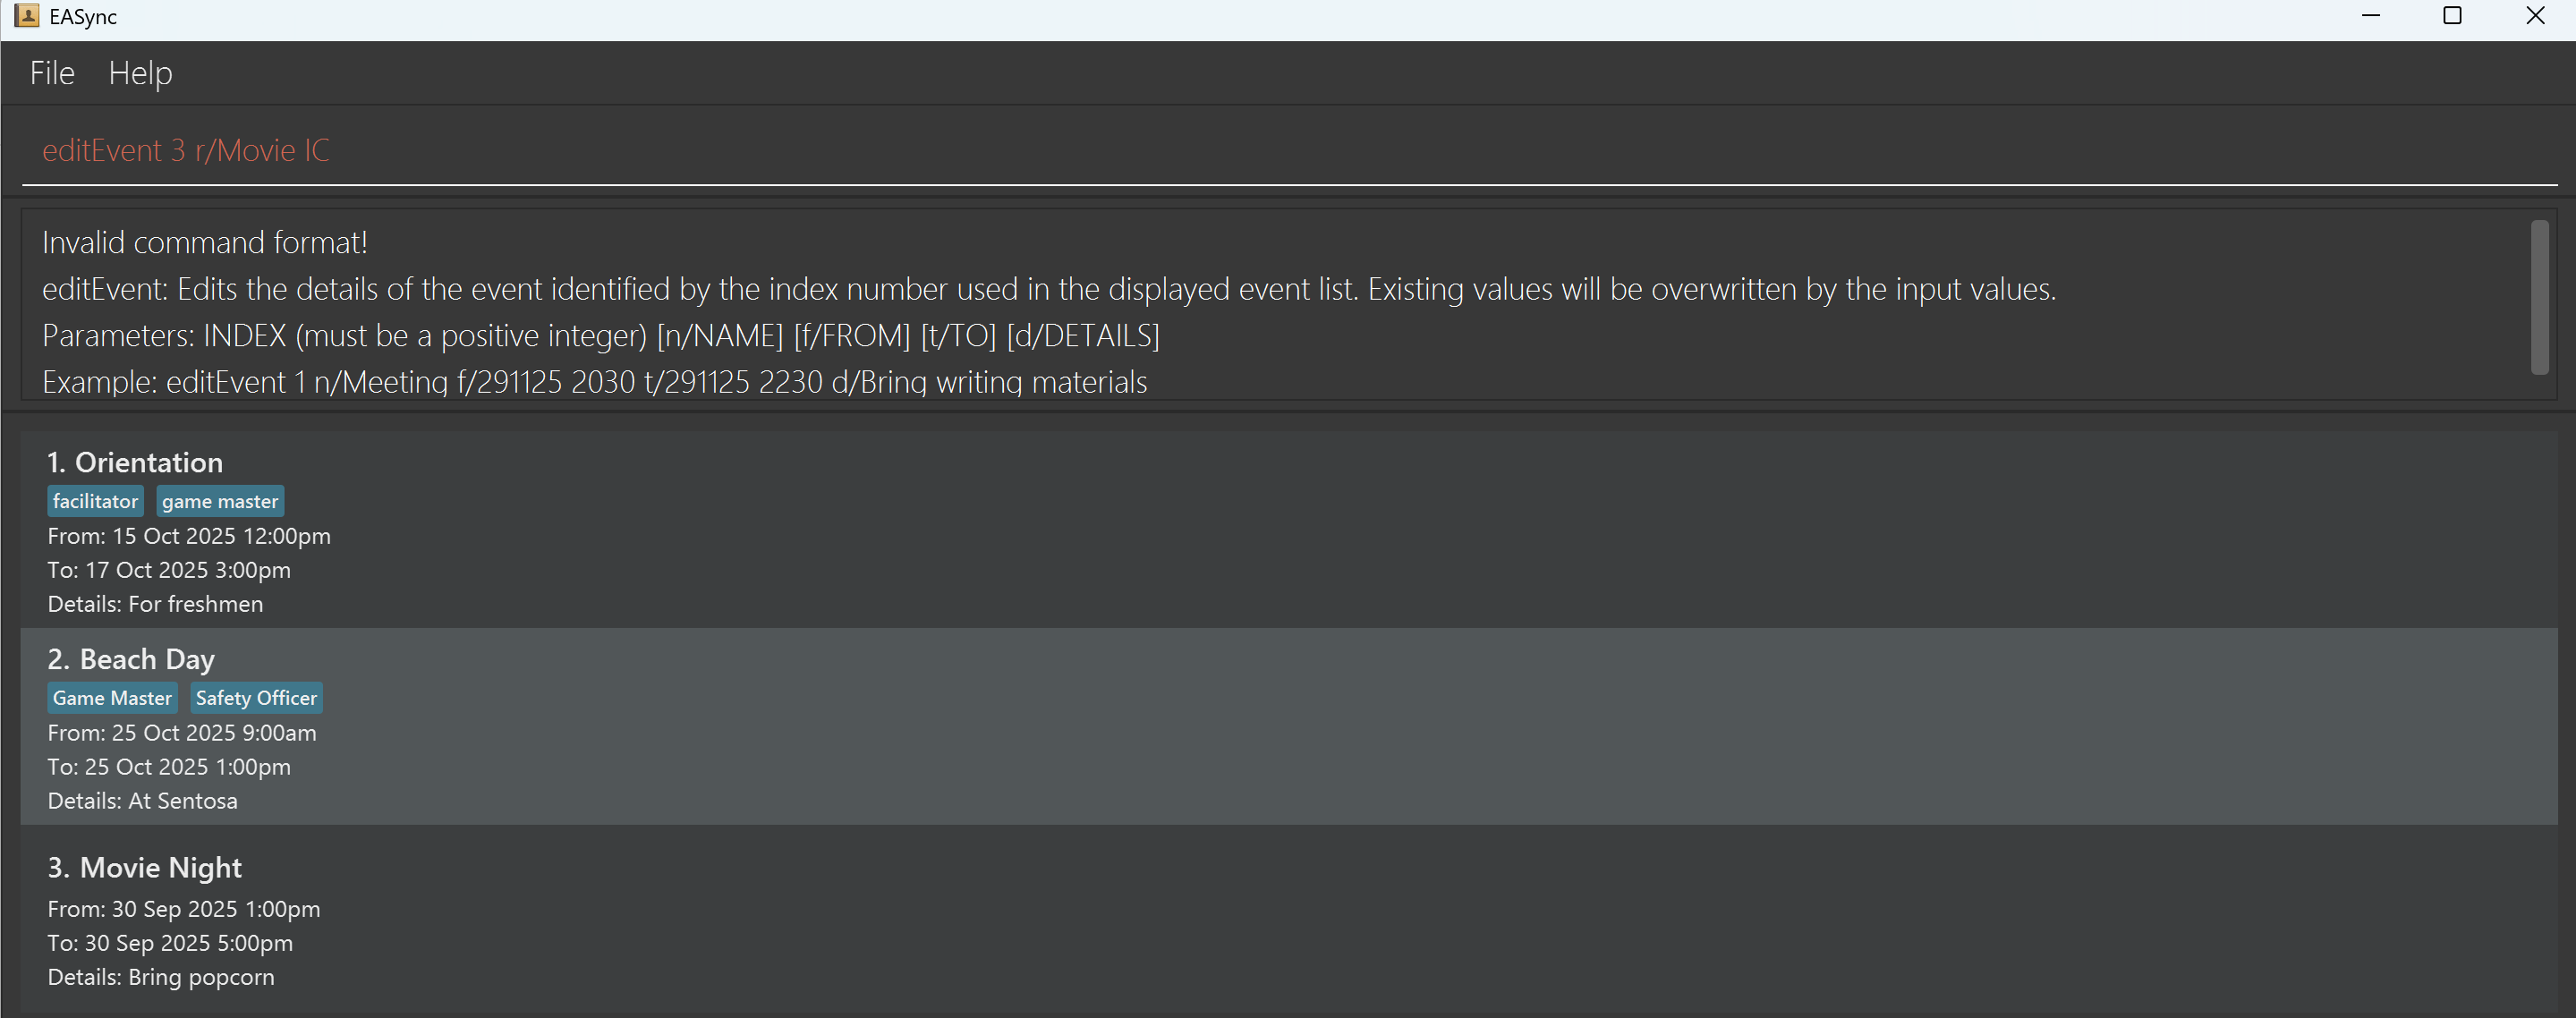 EASync
File Help
editEvent 3 r/Movie IC
Invalid command format!
editEvent: Edits the details of the event identified by the index number used in the displayed event list. Existing values will be overwritten by the input values.
Parameters: INDEX (must be a positive integer) [n/NAME] [f/FROM] [t/TO] [d/DETAILS]
Example: editEvent 1 n/Meeting f/291125 2030 t/291125 2230 d/Bring writing materials
1. Orientation
facilitator game master
From: 15 Oct 2025 12:00pm
To: 17 Oct 2025 3:00pm
Details: For freshmen
2. Beach Day
Game Master Safety Officer
From: 25 Oct 2025 9:00am
To: 25 Oct 2025 1:00pm
Details: At Sentosa
3. Movie Night
From: 30 Sep 2025 1:00pm
To: 30 Sep 2025 5:00pm
Details: Bring popcorn